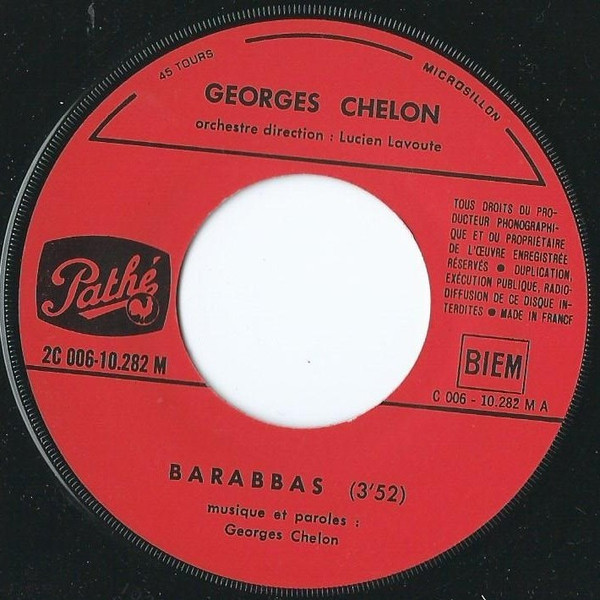 45 TOURS
MICROSILLON
GEORGES CHELON
orchestre direction : Lucien Lavoute
TOUS DROITS DU PRO-
DUCTEUR PHONOGRAPHI-
QUE ET DU PROPRIÉTAIRE
DE L'ŒUVRE ENREGISTRÉE
RÉSERVÉS ● DUPLICATION,
EXÉCUTION PUBLIQUE, RADIO-
DIFFUSION DE CE DISQUE IN-
TERDITES ● MADE IN FRANCE
Pathé
2C 006-10.282 M
BIEM
C 006 - 10.282 M A
BARABBAS (3'52)
musique et paroles :
Georges Chelon